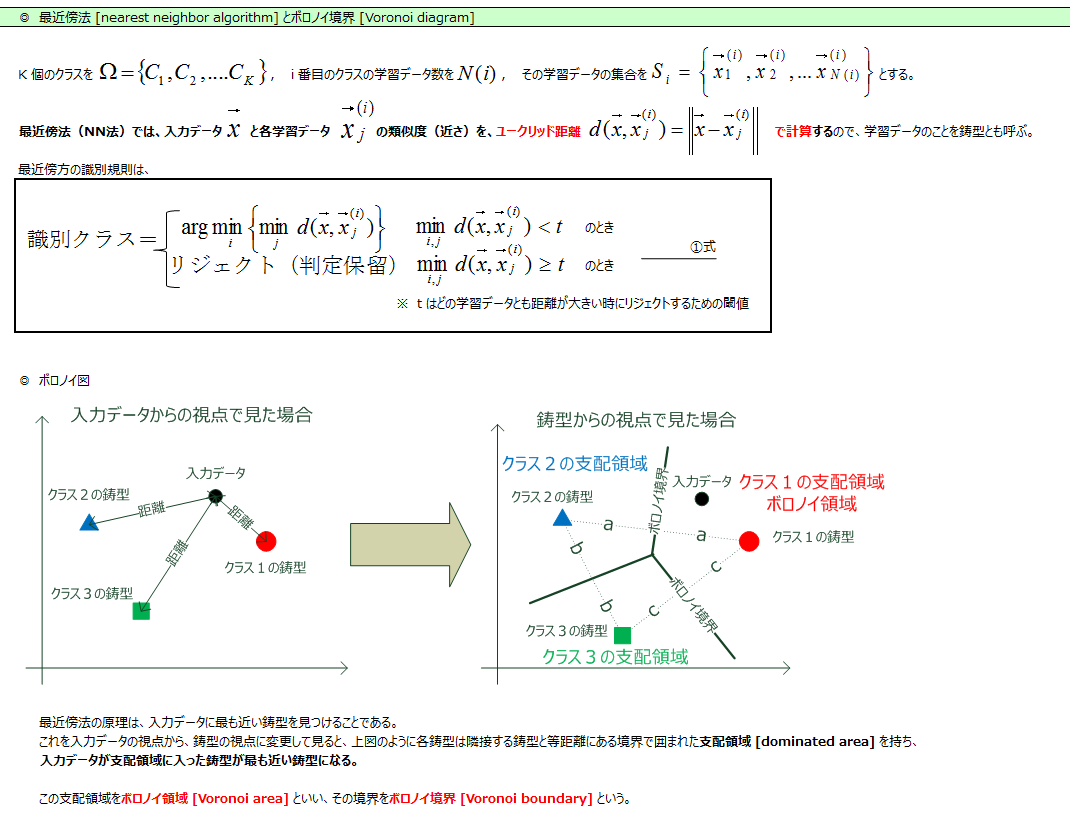 ◎ 最近傍法 [nearest neighbor algorithm] とボロノイ境界 [Voronoi diagram]
K 個のクラスを Ω={C₁,C₂,....C_K}, i 番目のクラスの学習データ数を N(i) , その学習データの集合を S_i = {x⃗₁^(i), x⃗₂^(i),...x⃗_N(i)^(i)} とする。
最近傍法（NN法）では、入力データ x⃗ と各学習データ x⃗_j^(i) の類似度（近さ）を、ユークリッド距離 d(x⃗,x⃗_j^(i))=‖x⃗−x⃗_j^(i)‖ で計算するので、学習データのことを鋳型とも呼ぶ。
最近傍方の識別規則は、
識別クラス＝ arg min_i {min_j d(x⃗,x⃗_j^(i))} min_{i,j} d(x⃗,x⃗_j^(i)) < t のとき
リジェクト（判定保留） min_{i,j} d(x⃗,x⃗_j^(i)) ≥ t のとき
①式
※ t はどの学習データとも距離が大きい時にリジェクトするための閾値
◎ ボロノイ図
入力データからの視点で見た場合
入力データ
クラス２の鋳型
距離
距離
距離
クラス１の鋳型
クラス３の鋳型
鋳型からの視点で見た場合
クラス２の支配領域
入力データ
クラス１の支配領域
ボロノイ領域
クラス２の鋳型
ボロノイ境界
a
a
クラス１の鋳型
b
c
ボロノイ境界
b
c
クラス３の鋳型
クラス３の支配領域
最近傍法の原理は、入力データに最も近い鋳型を見つけることである。
これを入力データの視点から、鋳型の視点に変更して見ると、上図のように各鋳型は隣接する鋳型と等距離にある境界で囲まれた支配領域 [dominated area] を持ち、
入力データが支配領域に入った鋳型が最も近い鋳型になる。
この支配領域をボロノイ領域 [Voronoi area] といい、その境界をボロノイ境界 [Voronoi boundary] という。